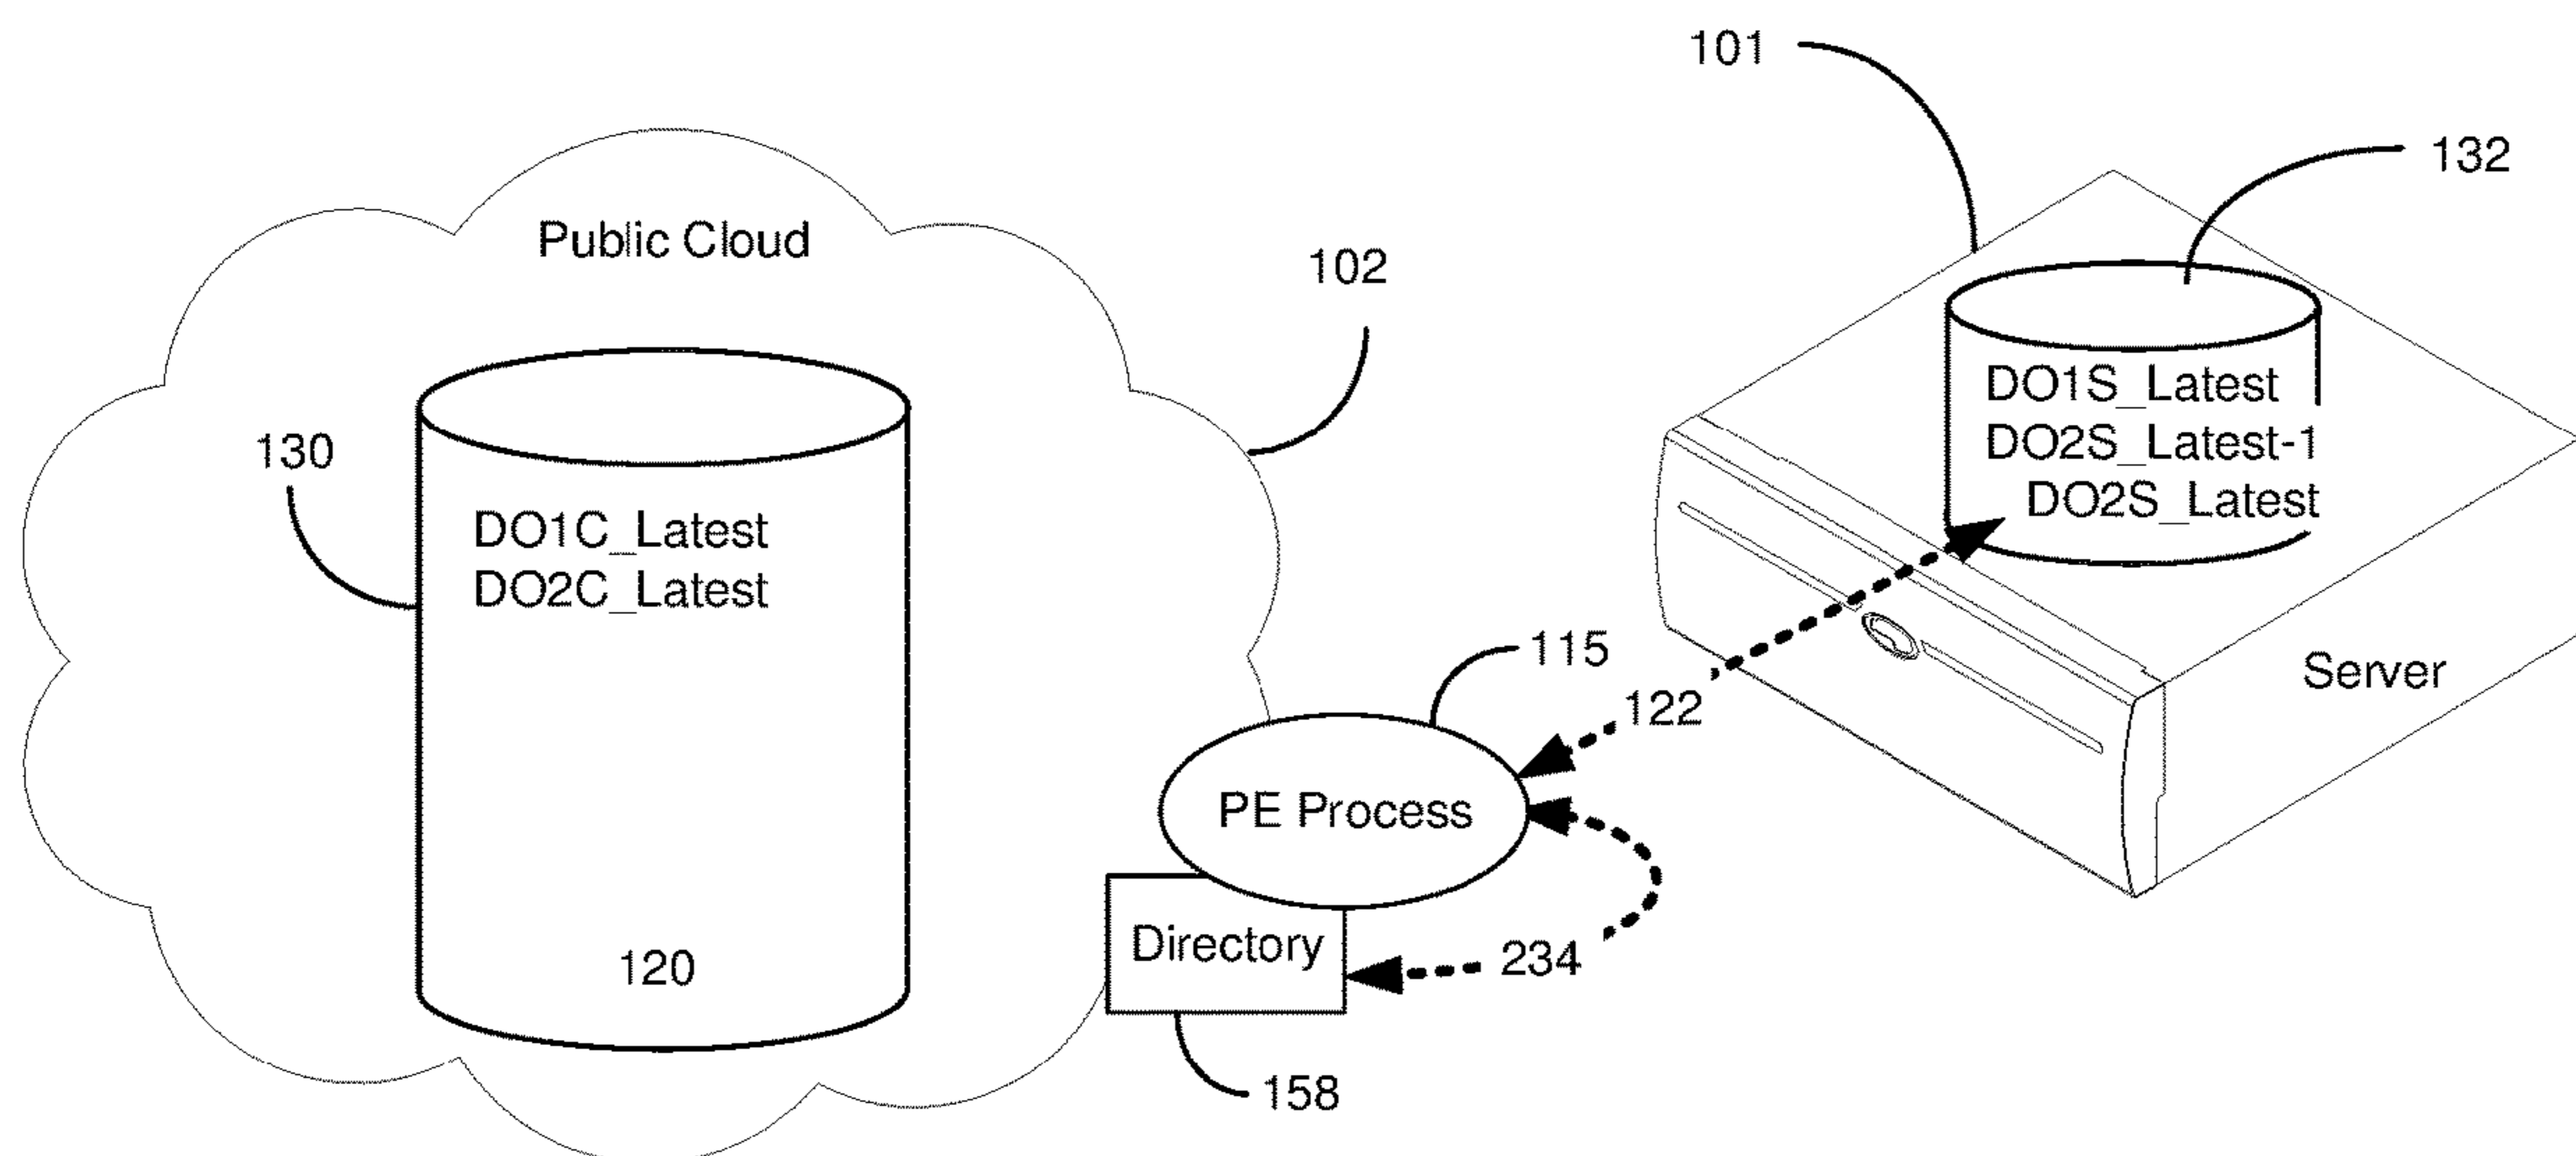 101
132
Public Cloud
102
DO1S_Latest
DO2S_Latest-1
DO2S_Latest
130
DO1C_Latest
DO2C_Latest
115
Server
122
PE Process
Directory
234
120
158